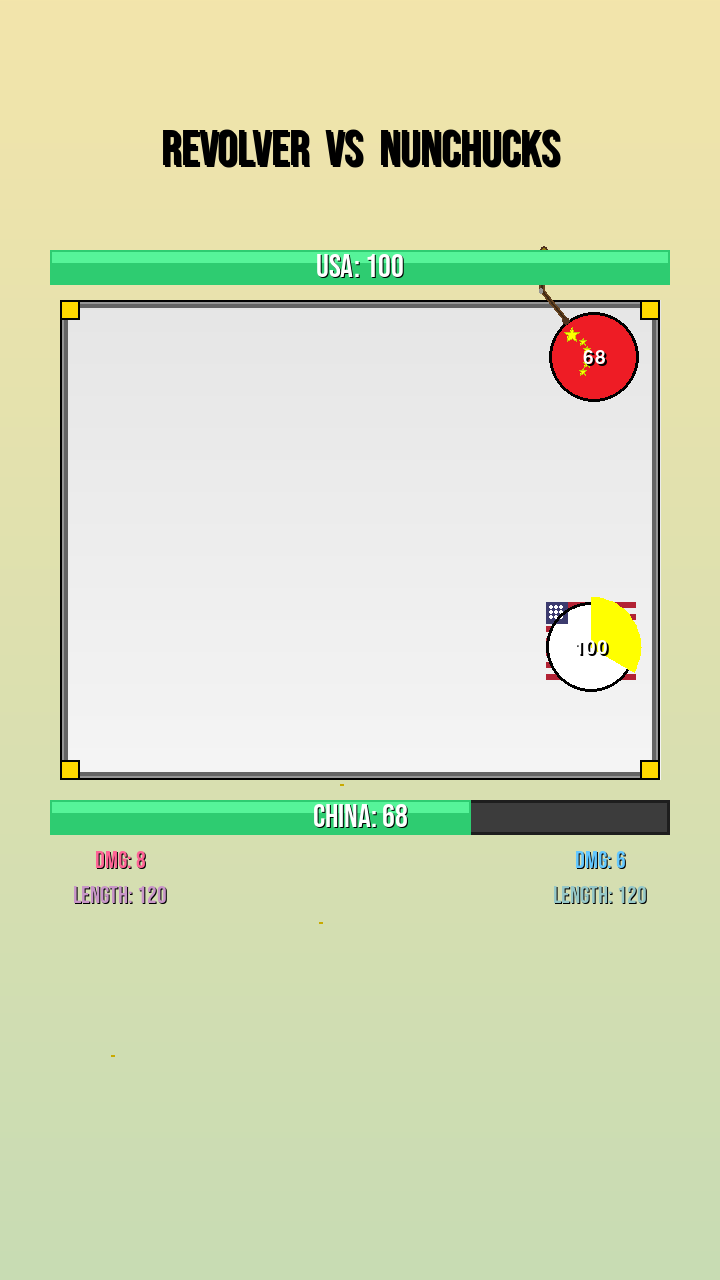 REVOLVER VS NUNCHUCKS
USA: 100
68
100
CHINA: 68
DMG: 8
DMG: 6
LENGTH: 120
LENGTH: 120